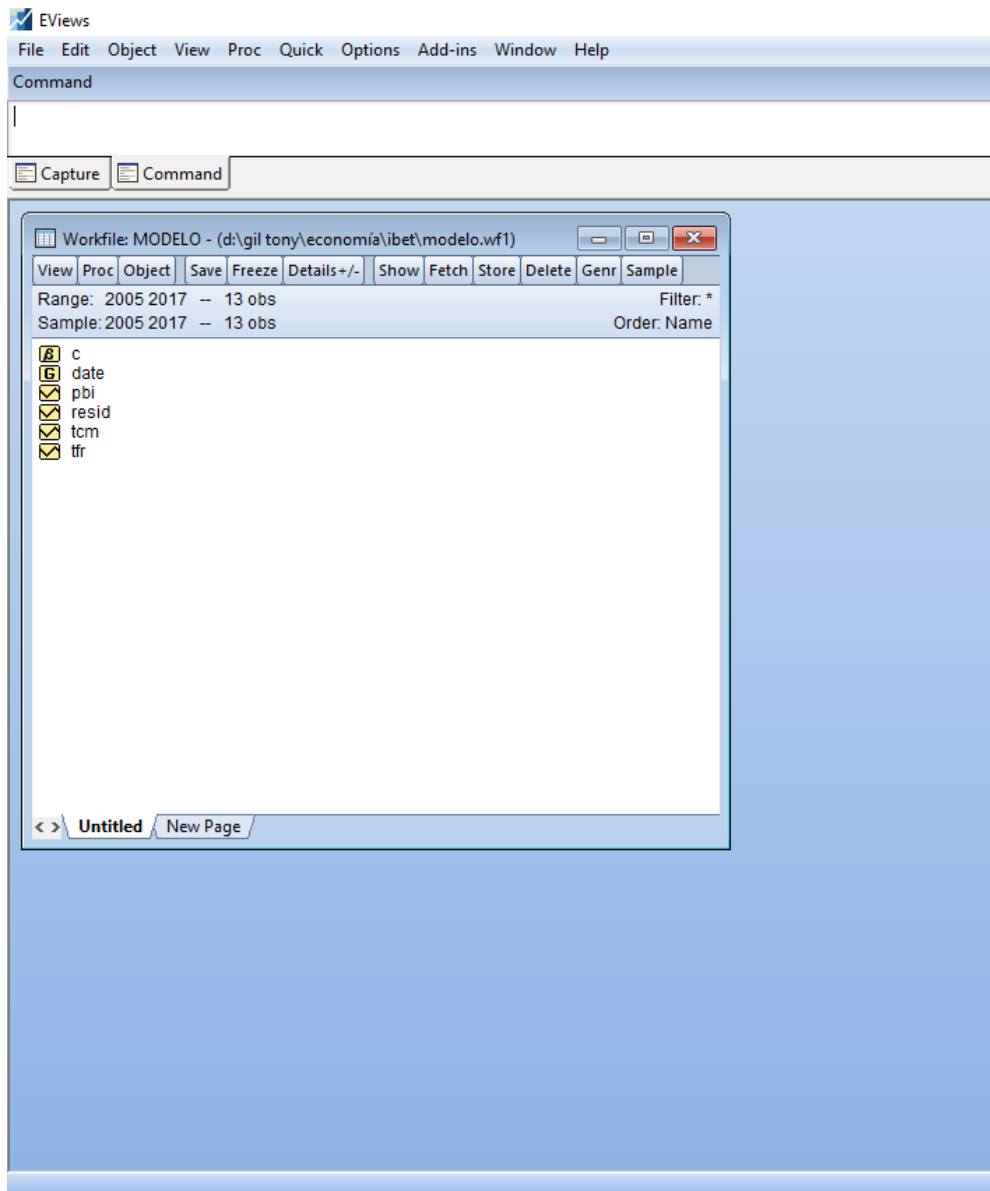 EViews
File Edit Object View Proc Quick Options Add-ins Window Help
Command
Capture Command
Workfile: MODELO - (d:\gil tony\economía\ibet\modelo.wf1)
View Proc Object Save Freeze Details+/- Show Fetch Store Delete Genr Sample
Range: 2005 2017 -- 13 obs Filter: *
Sample: 2005 2017 -- 13 obs Order: Name
β c
G date
pbi
resid
tcm
tfr
< > Untitled New Page